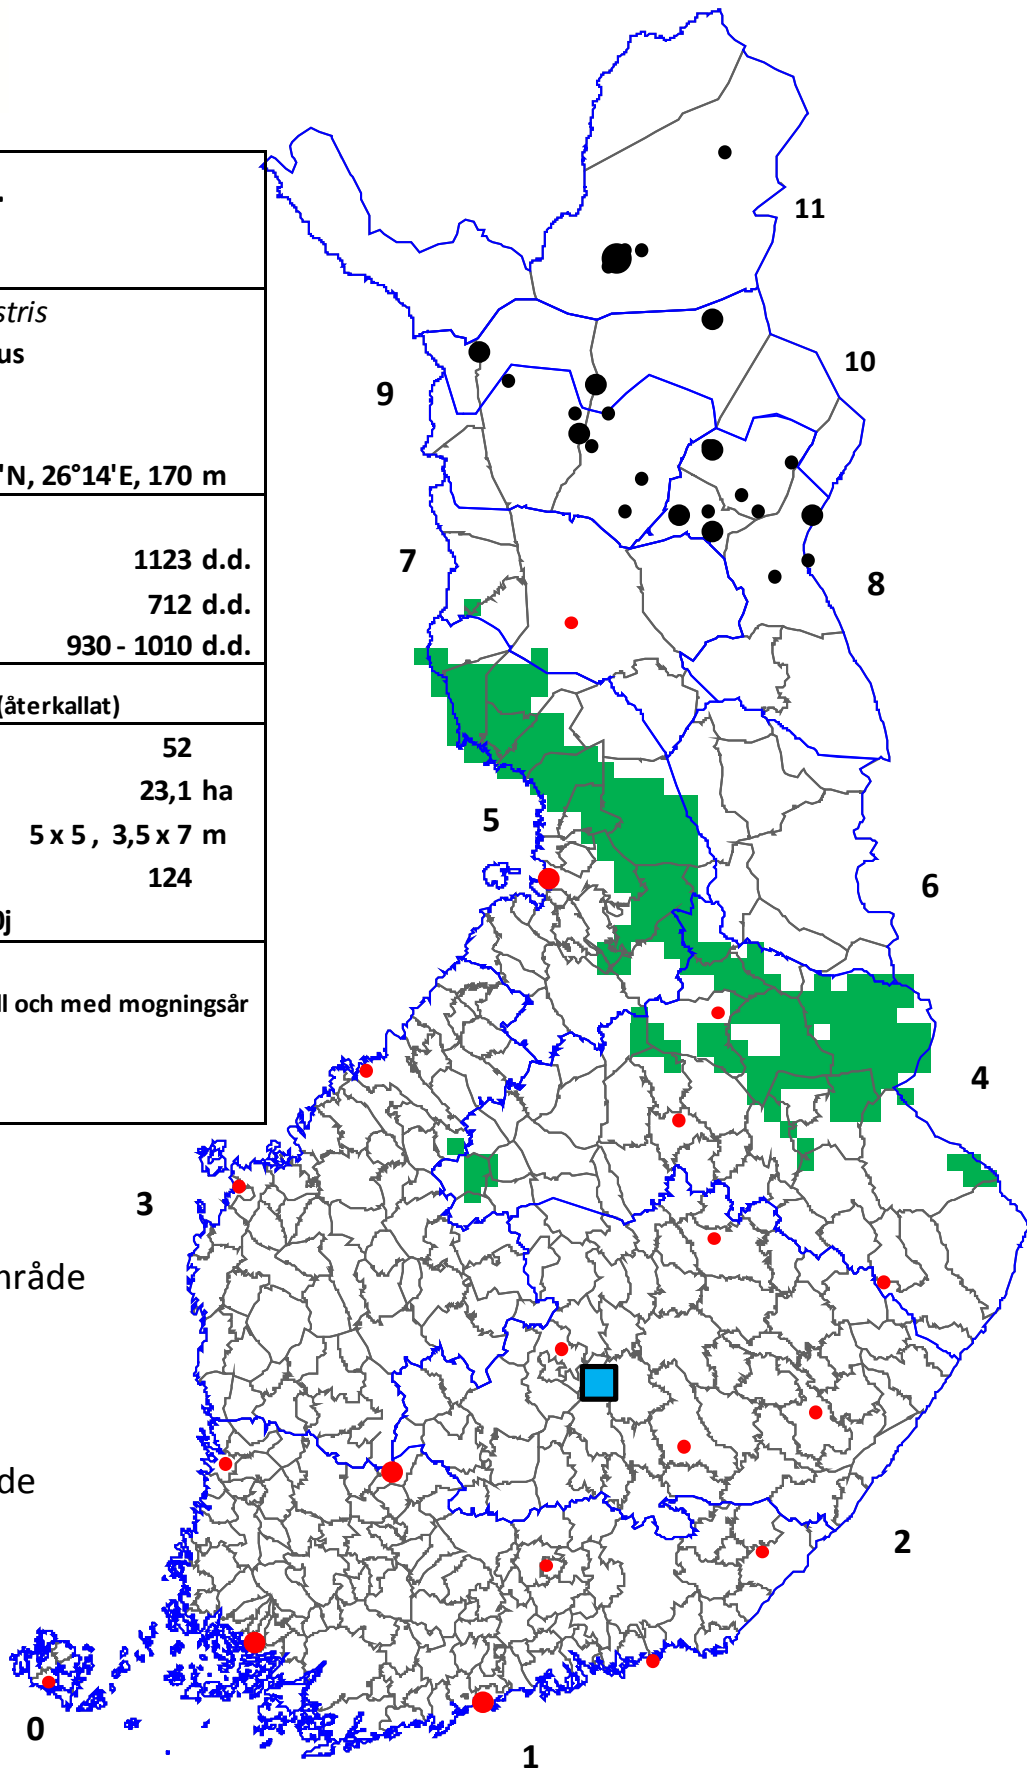 .
stris
us
'N, 26°14'E, 170 m
1123 d.d.
712 d.d.
930 - 1010 d.d.
(återkallat)
52
23,1 ha
5 x 5 , 3,5 x 7 m
124
)j
ll och med mogningsår
mråde
de
11
10
9
8
7
6
5
4
3
2
1
0